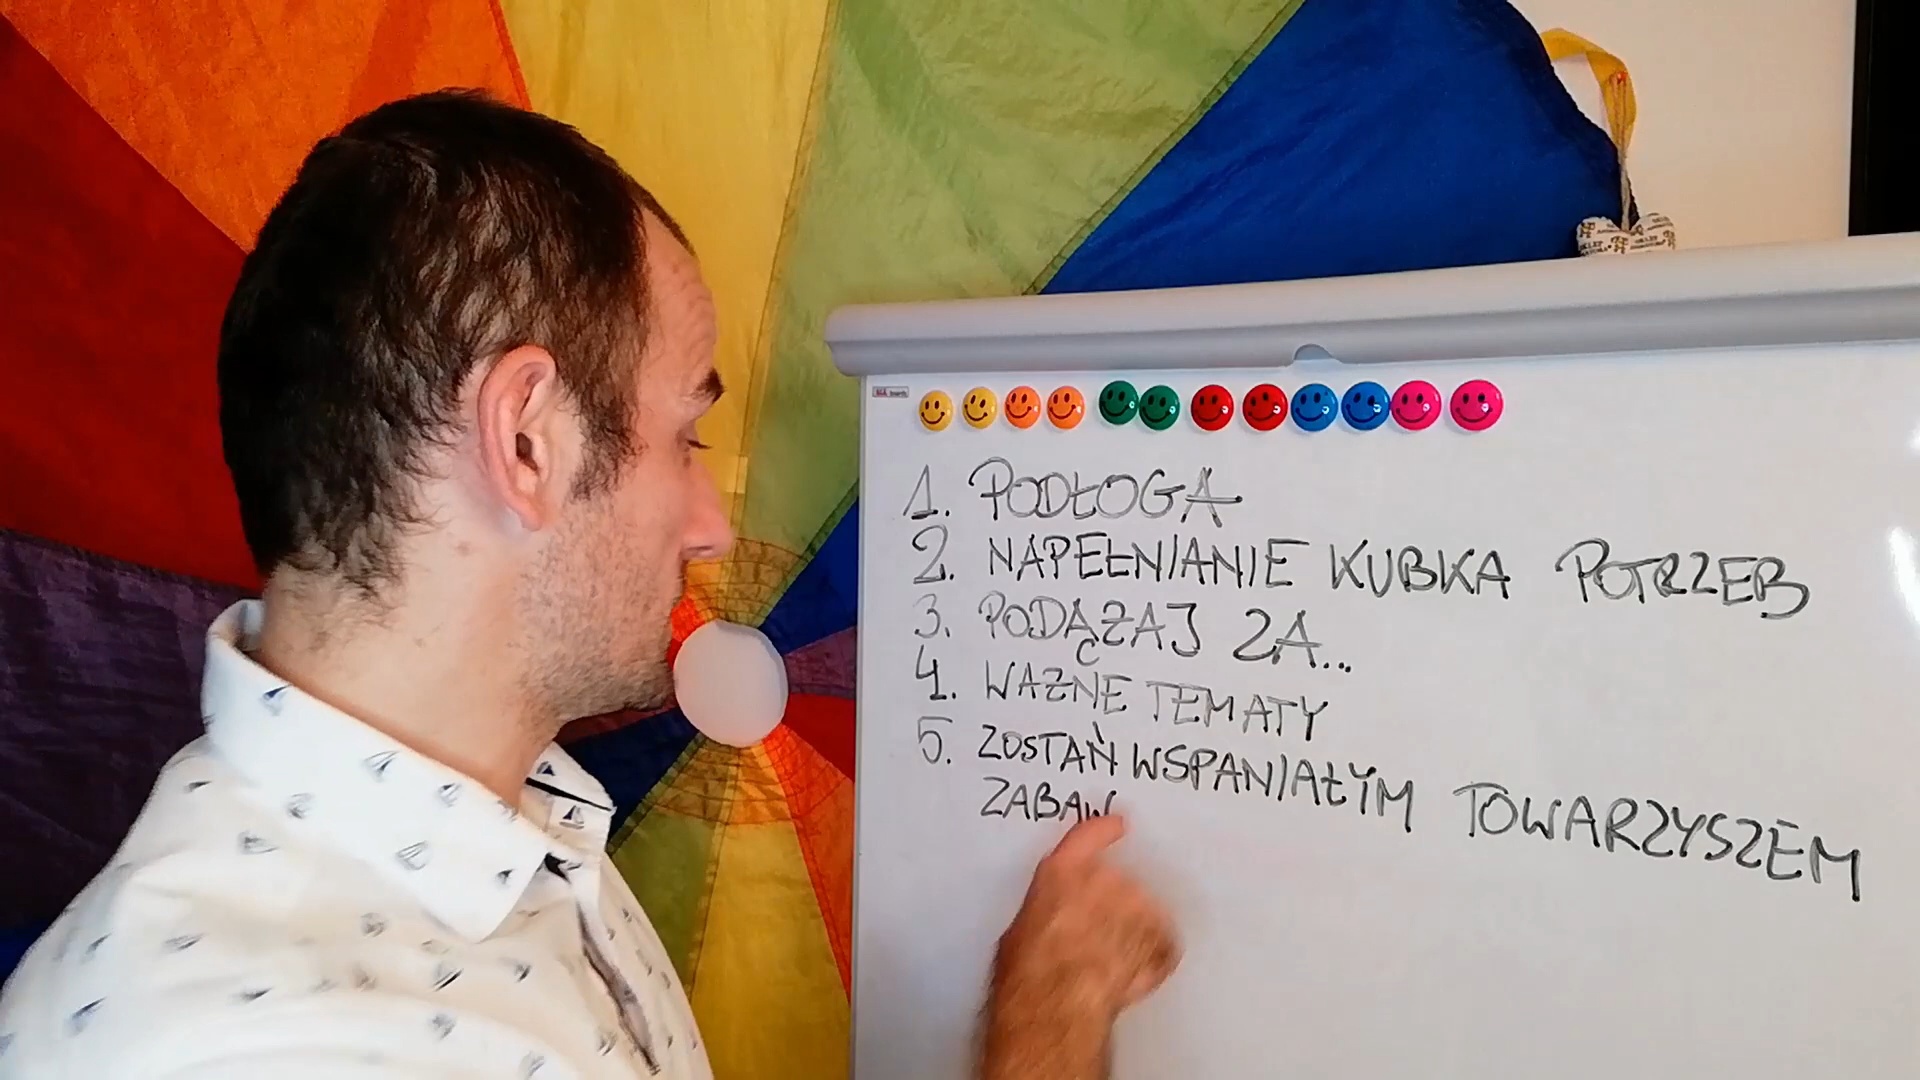 1. PODŁOGA
2. NAPEŁNIANIE KUBKA POTRZEB
3. PODĄŻAJ ZA...
4. WAŻNE TEMATY
5. ZOSTAŃ WSPANIAŁYM TOWARZYSZEM
ZABAW